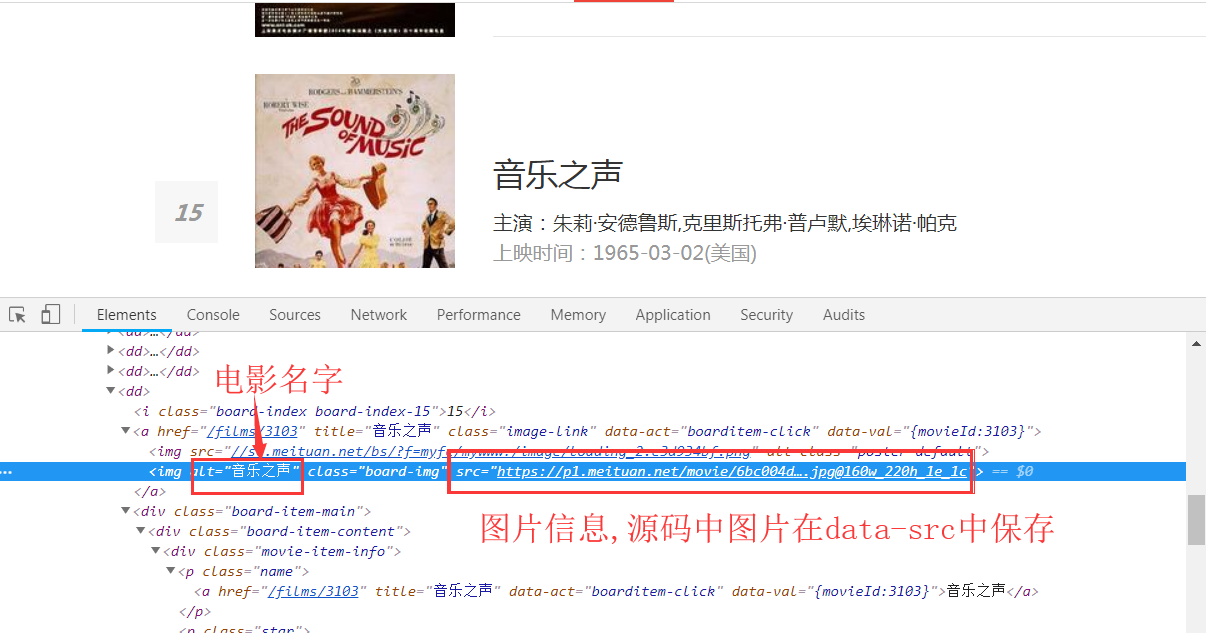 RODGERS AND HAMMERSTEIN'S
ROBERT WISE
THE SOUND
OF
MUSIC
15
音乐之声
主演：朱莉·安德鲁斯,克里斯托弗·普卢默,埃琳诺·帕克
上映时间：1965-03-02(美国)
Elements Console Sources Network Performance Memory Application Security Audits
<dd>…</dd>
<dd>…</dd>
<dd>…</dd>
电影名字
<dd>
<i class="board-index board-index-15">15</i>
<a href="/films/3103" title="音乐之声" class="image-link" data-act="boarditem-click" data-val="{movieId:3103}">
<img src="//s0.meituan.net/bs/?f=myfe/mywww:/image/loading_2.e3d934bf.png" alt class="poster-default">
… <img alt="音乐之声" class="board-img" src="https://p1.meituan.net/movie/6bc004d….jpg@160w_220h_1e_1c"> == $0
</a>
<div class="board-item-main">
图片信息,源码中图片在data-src中保存
<div class="board-item-content">
<div class="movie-item-info">
<p class="name">
<a href="/films/3103" title="音乐之声" data-act="boarditem-click" data-val="{movieId:3103}">音乐之声</a>
</p>
<p class="star">